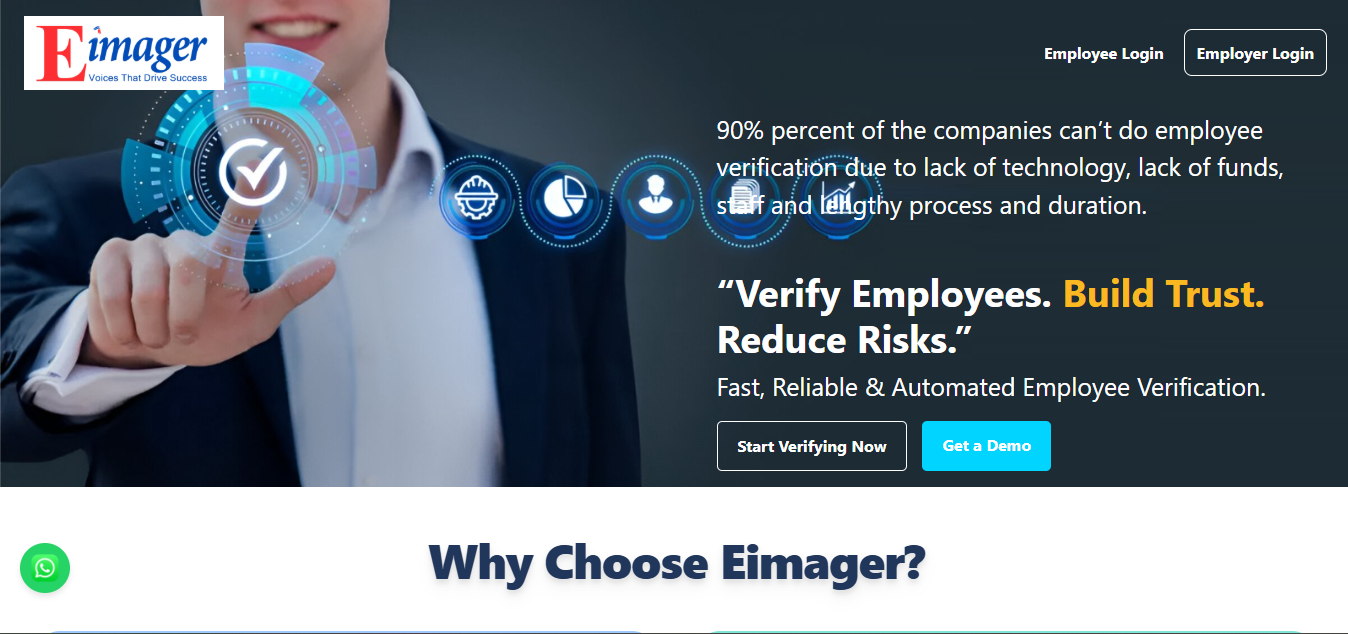 Eimager
Voices That Drive Success
Employee Login
Employer Login
90% percent of the companies can’t do employee
verification due to lack of technology, lack of funds,
staff and lengthy process and duration.
“Verify Employees. Build Trust.
Reduce Risks.”
Fast, Reliable & Automated Employee Verification.
Start Verifying Now
Get a Demo
Why Choose Eimager?